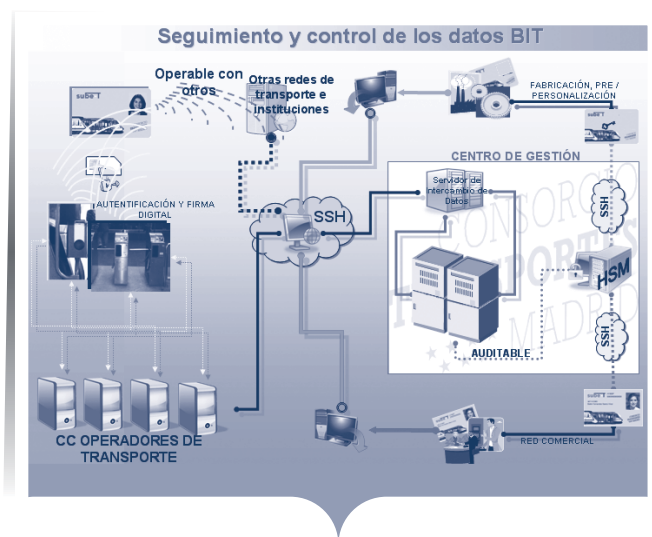 Seguimiento y control de los datos BIT
Operable con
otros
Otras redes de
transporte e
instituciones
FABRICACIÓN, PRE /
PERSONALIZACIÓN
sube T
CENTRO DE GESTIÓN
Servidor de
intercambio de
Datos
AUTENTIFICACIÓN Y FIRMA
DIGITAL
SSH
SSH
HSM
SSH
CONSORCIO
TRANSPORTES
MADRID
AUDITABLE
CC OPERADORES DE
TRANSPORTE
RED COMERCIAL